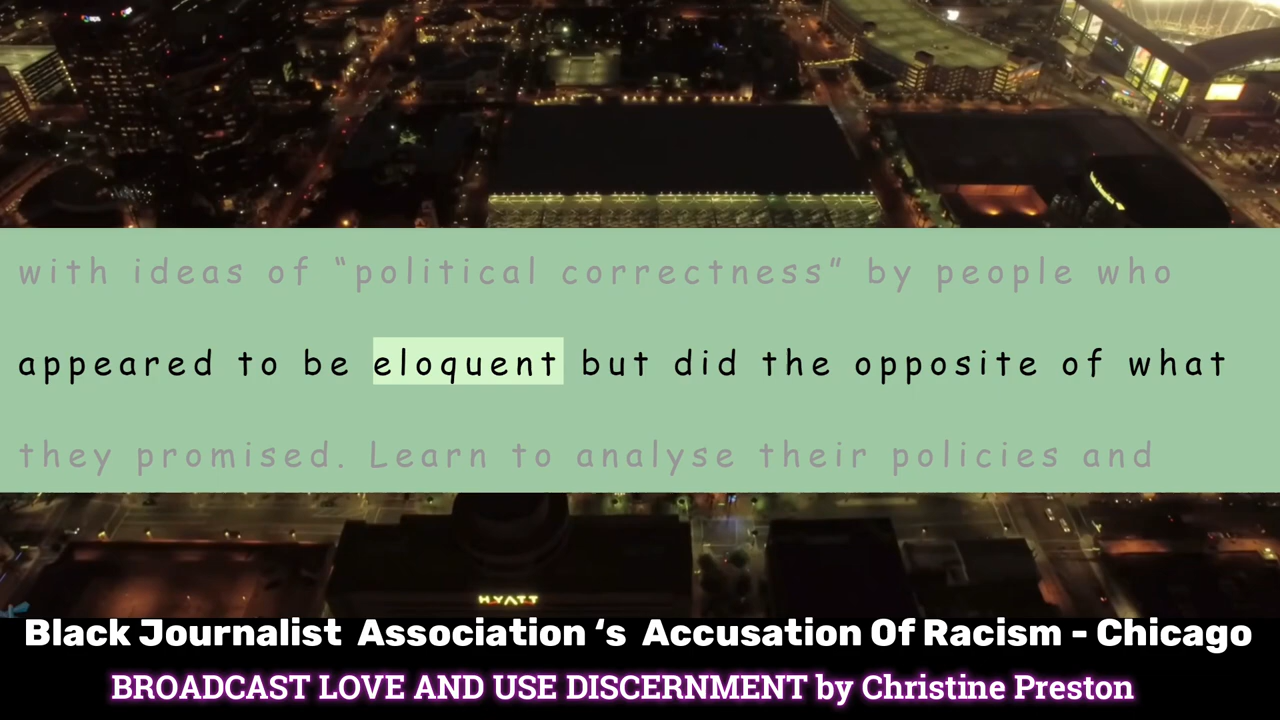 with ideas of “political correctness” by people who
appeared to be eloquent but did the opposite of what
they promised. Learn to analyse their policies and
HYATT
Black Journalist Association ‘s Accusation Of Racism - Chicago
BROADCAST LOVE AND USE DISCERNMENT by Christine Preston